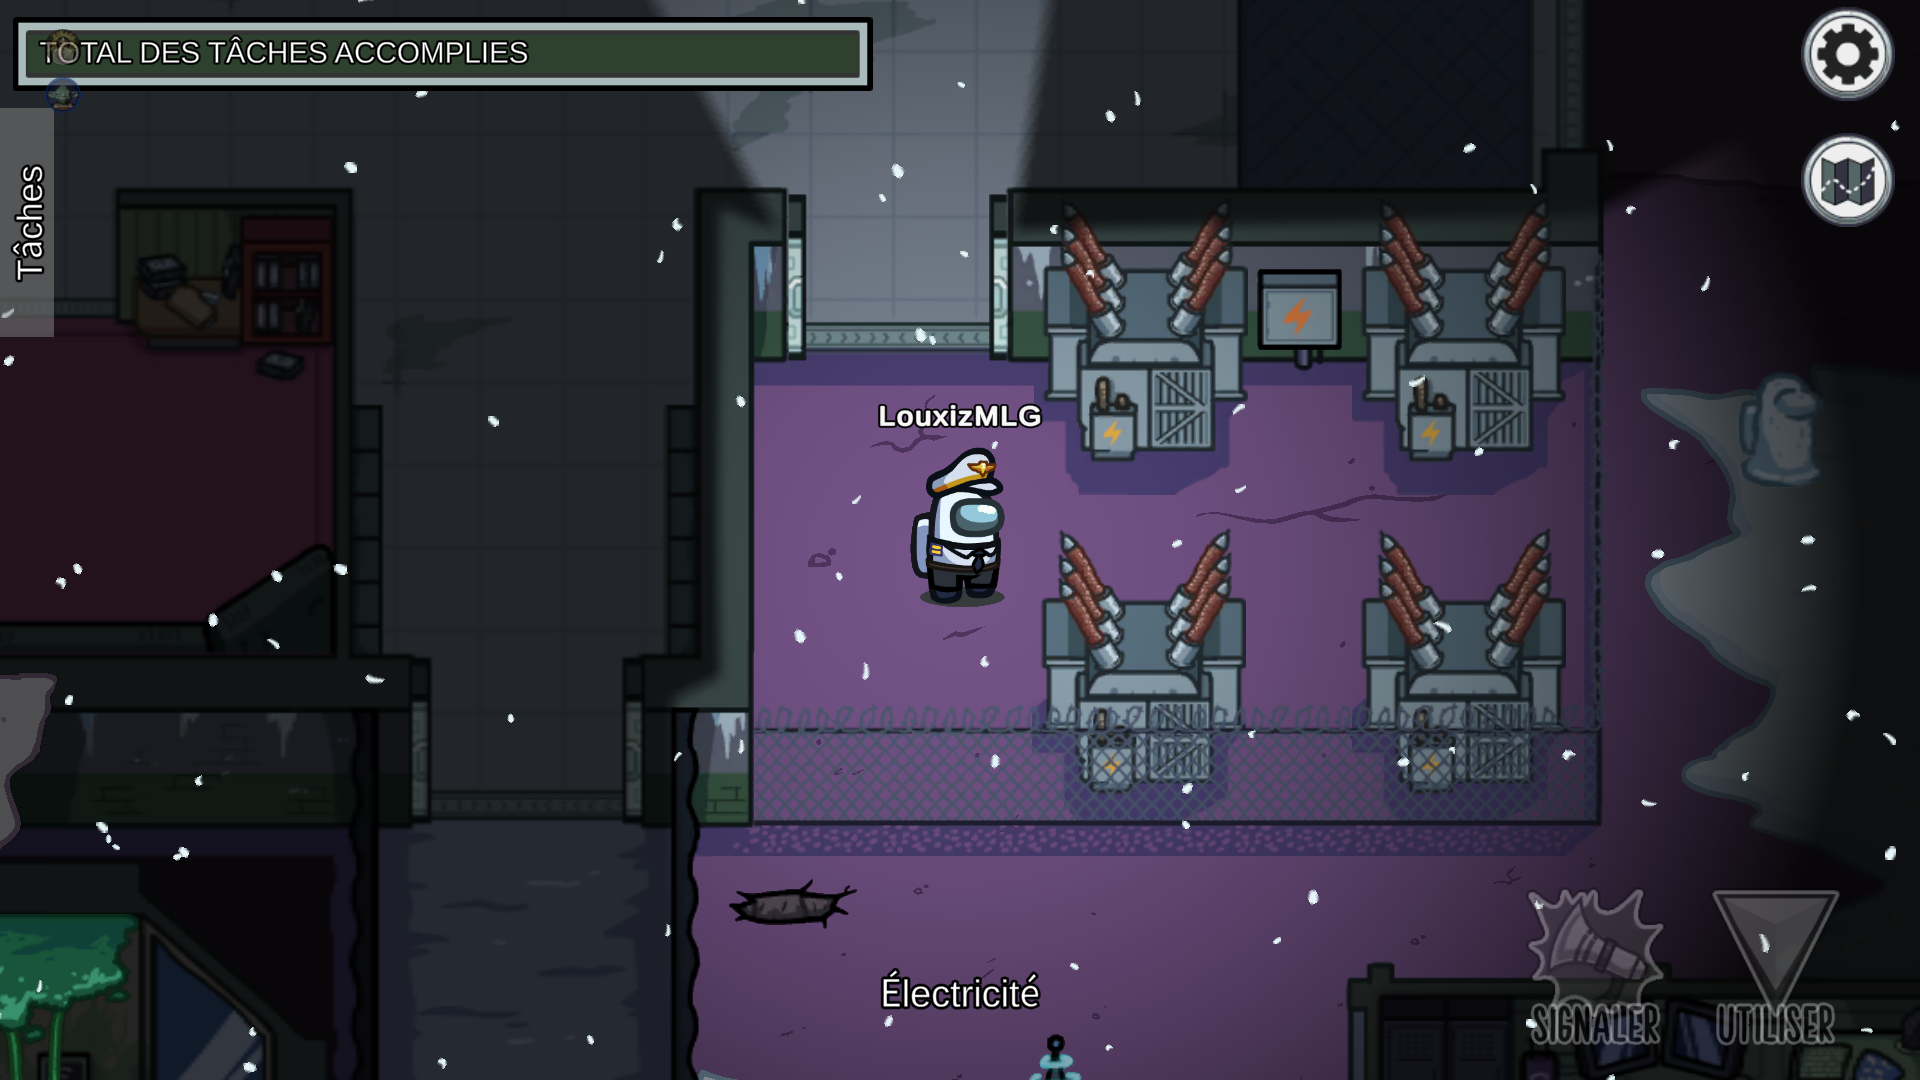 TOTAL DES TÂCHES ACCOMPLIES
Tâches
LouxizMLG
Électricité
SIGNALER
UTILISER